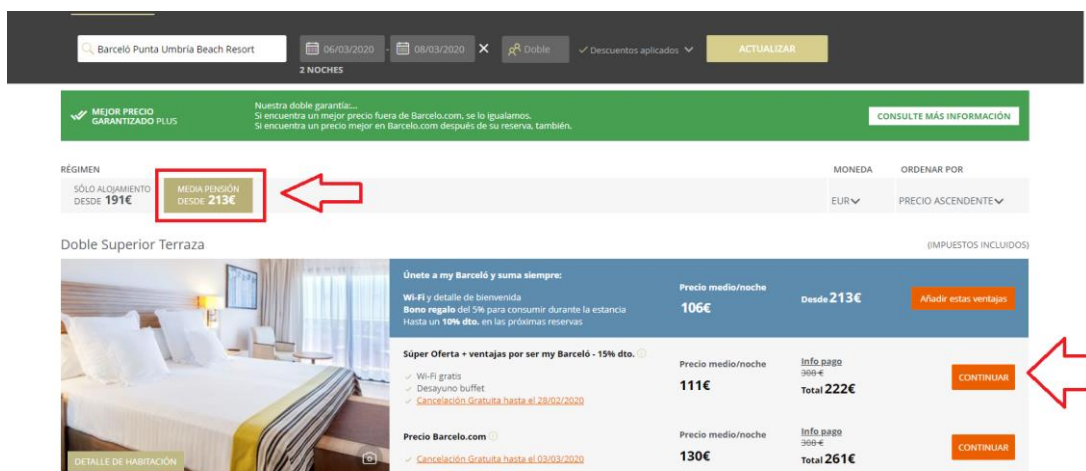 Barceló Punta Umbría Beach Resort
06/03/2020 - 08/03/2020 X Doble Descuentos aplicados ACTUALIZAR
2 NOCHES
MEJOR PRECIO
GARANTIZADO PLUS
Nuestra doble garantía:...
Si encuentra un mejor precio fuera de Barcelo.com, se lo igualamos.
Si encuentra un precio mejor en Barcelo.com después de su reserva, también.
CONSULTE MÁS INFORMACIÓN
RÉGIMEN
MONEDA
ORDENAR POR
SÓLO ALOJAMIENTO
DESDE 191€
MEDIA PENSIÓN
DESDE 213€
EUR
PRECIO ASCENDENTE
Doble Superior Terraza
(IMPUESTOS INCLUIDOS)
Únete a my Barceló y suma siempre:
Wi-Fi y detalle de bienvenida
Bono regalo del 5% para consumir durante la estancia
Hasta un 10% dto. en las próximas reservas
Precio medio/noche
106€
Desde 213€
Añadir estas ventajas
Súper Oferta + ventajas por ser my Barceló - 15% dto.
Wi-Fi gratis
Desayuno buffet
Cancelación Gratuita hasta el 28/02/2020
Precio medio/noche
111€
Info pago
308 €
Total 222€
CONTINUAR
Precio Barcelo.com
Cancelación Gratuita hasta el 03/03/2020
Precio medio/noche
130€
Info pago
308 €
Total 261€
CONTINUAR
DETALLE DE HABITACIÓN